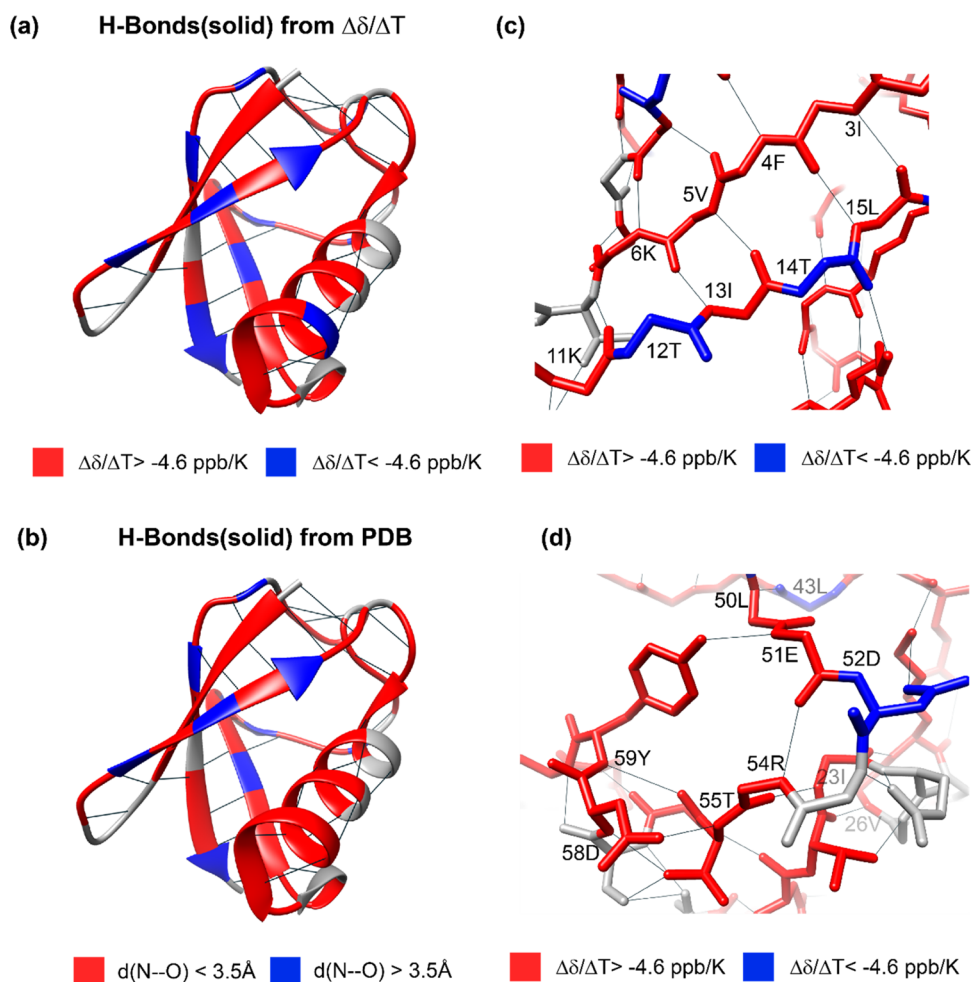 (a) H-Bonds(solid) from Δδ/ΔT
Δδ/ΔT> -4.6 ppb/K Δδ/ΔT< -4.6 ppb/K
(b) H-Bonds(solid) from PDB
d(N--O) < 3.5Å d(N--O) > 3.5Å
(c)
3I
4F
5V
15L
6K
14T
13I
11K
12T
Δδ/ΔT> -4.6 ppb/K Δδ/ΔT< -4.6 ppb/K
(d)
43L
50L
51E
52D
59Y
54R
23I
55T
26V
58D
Δδ/ΔT> -4.6 ppb/K Δδ/ΔT< -4.6 ppb/K